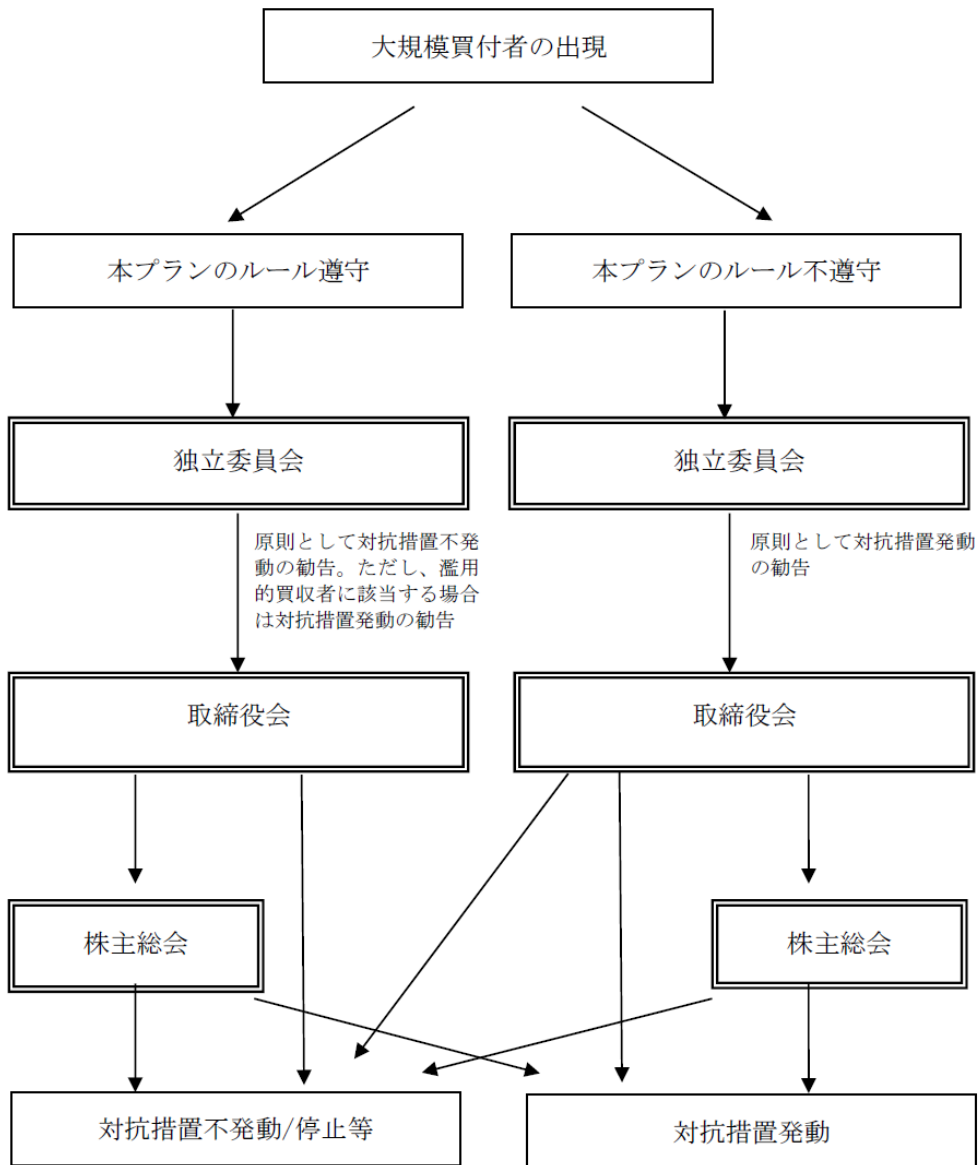 大規模買付者の出現
本プランのルール遵守
本プランのルール不遵守
独立委員会
独立委員会
原則として対抗措置不発
動の勧告。ただし、濫用
的買収者に該当する場合
は対抗措置発動の勧告
原則として対抗措置発動
の勧告
取締役会
取締役会
株主総会
株主総会
対抗措置不発動/停止等
対抗措置発動